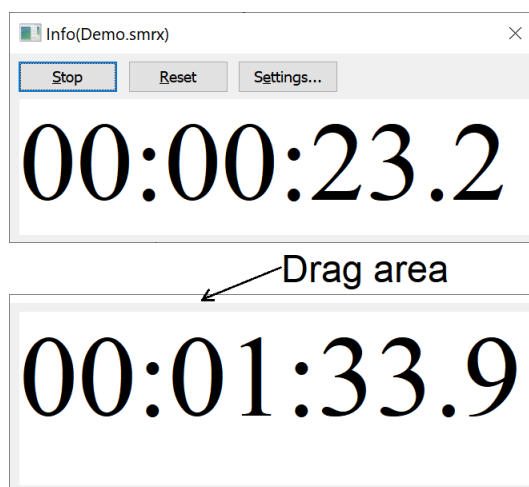 Info(Demo.smrx)
Stop Reset Settings...
00:00:23.2
Drag area
00:01:33.9